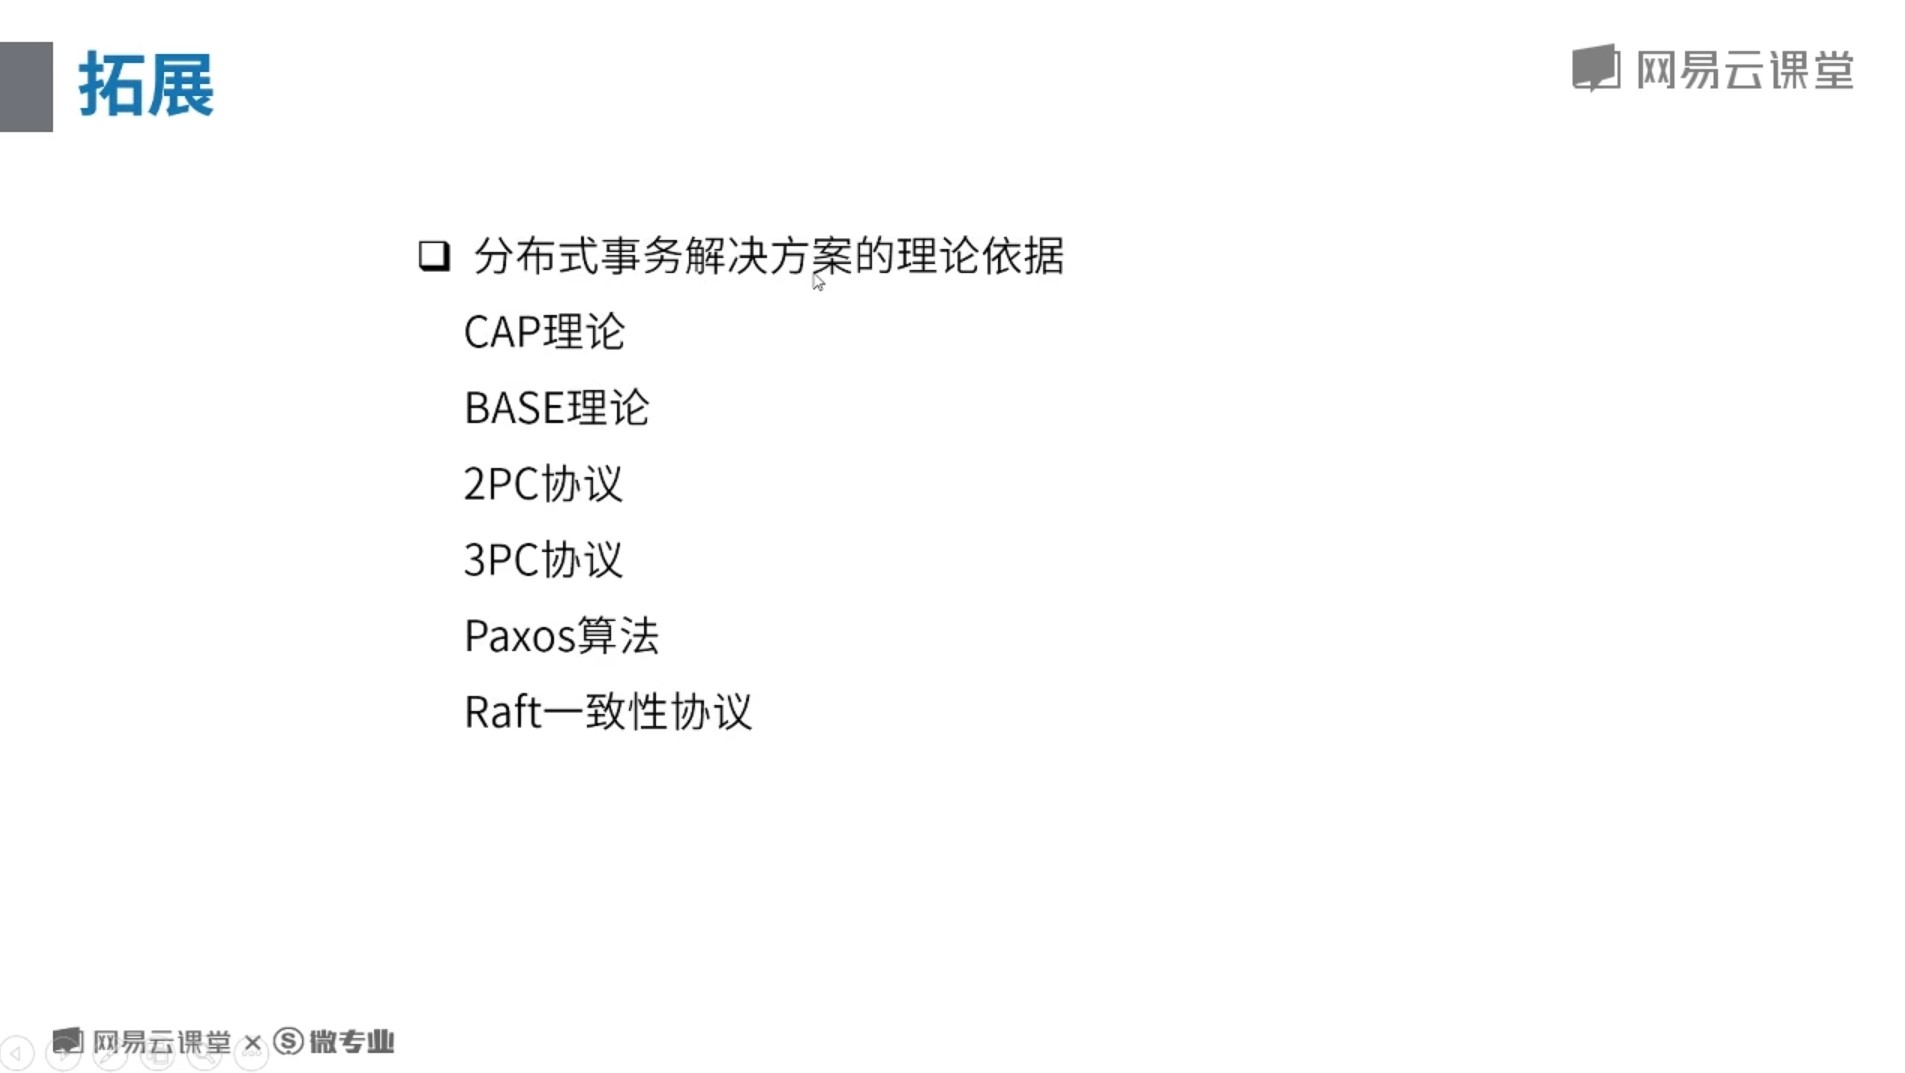 拓展
网易云课堂
分布式事务解决方案的理论依据
CAP理论
BASE理论
2PC协议
3PC协议
Paxos算法
Raft一致性协议
网易云课堂 × 微专业